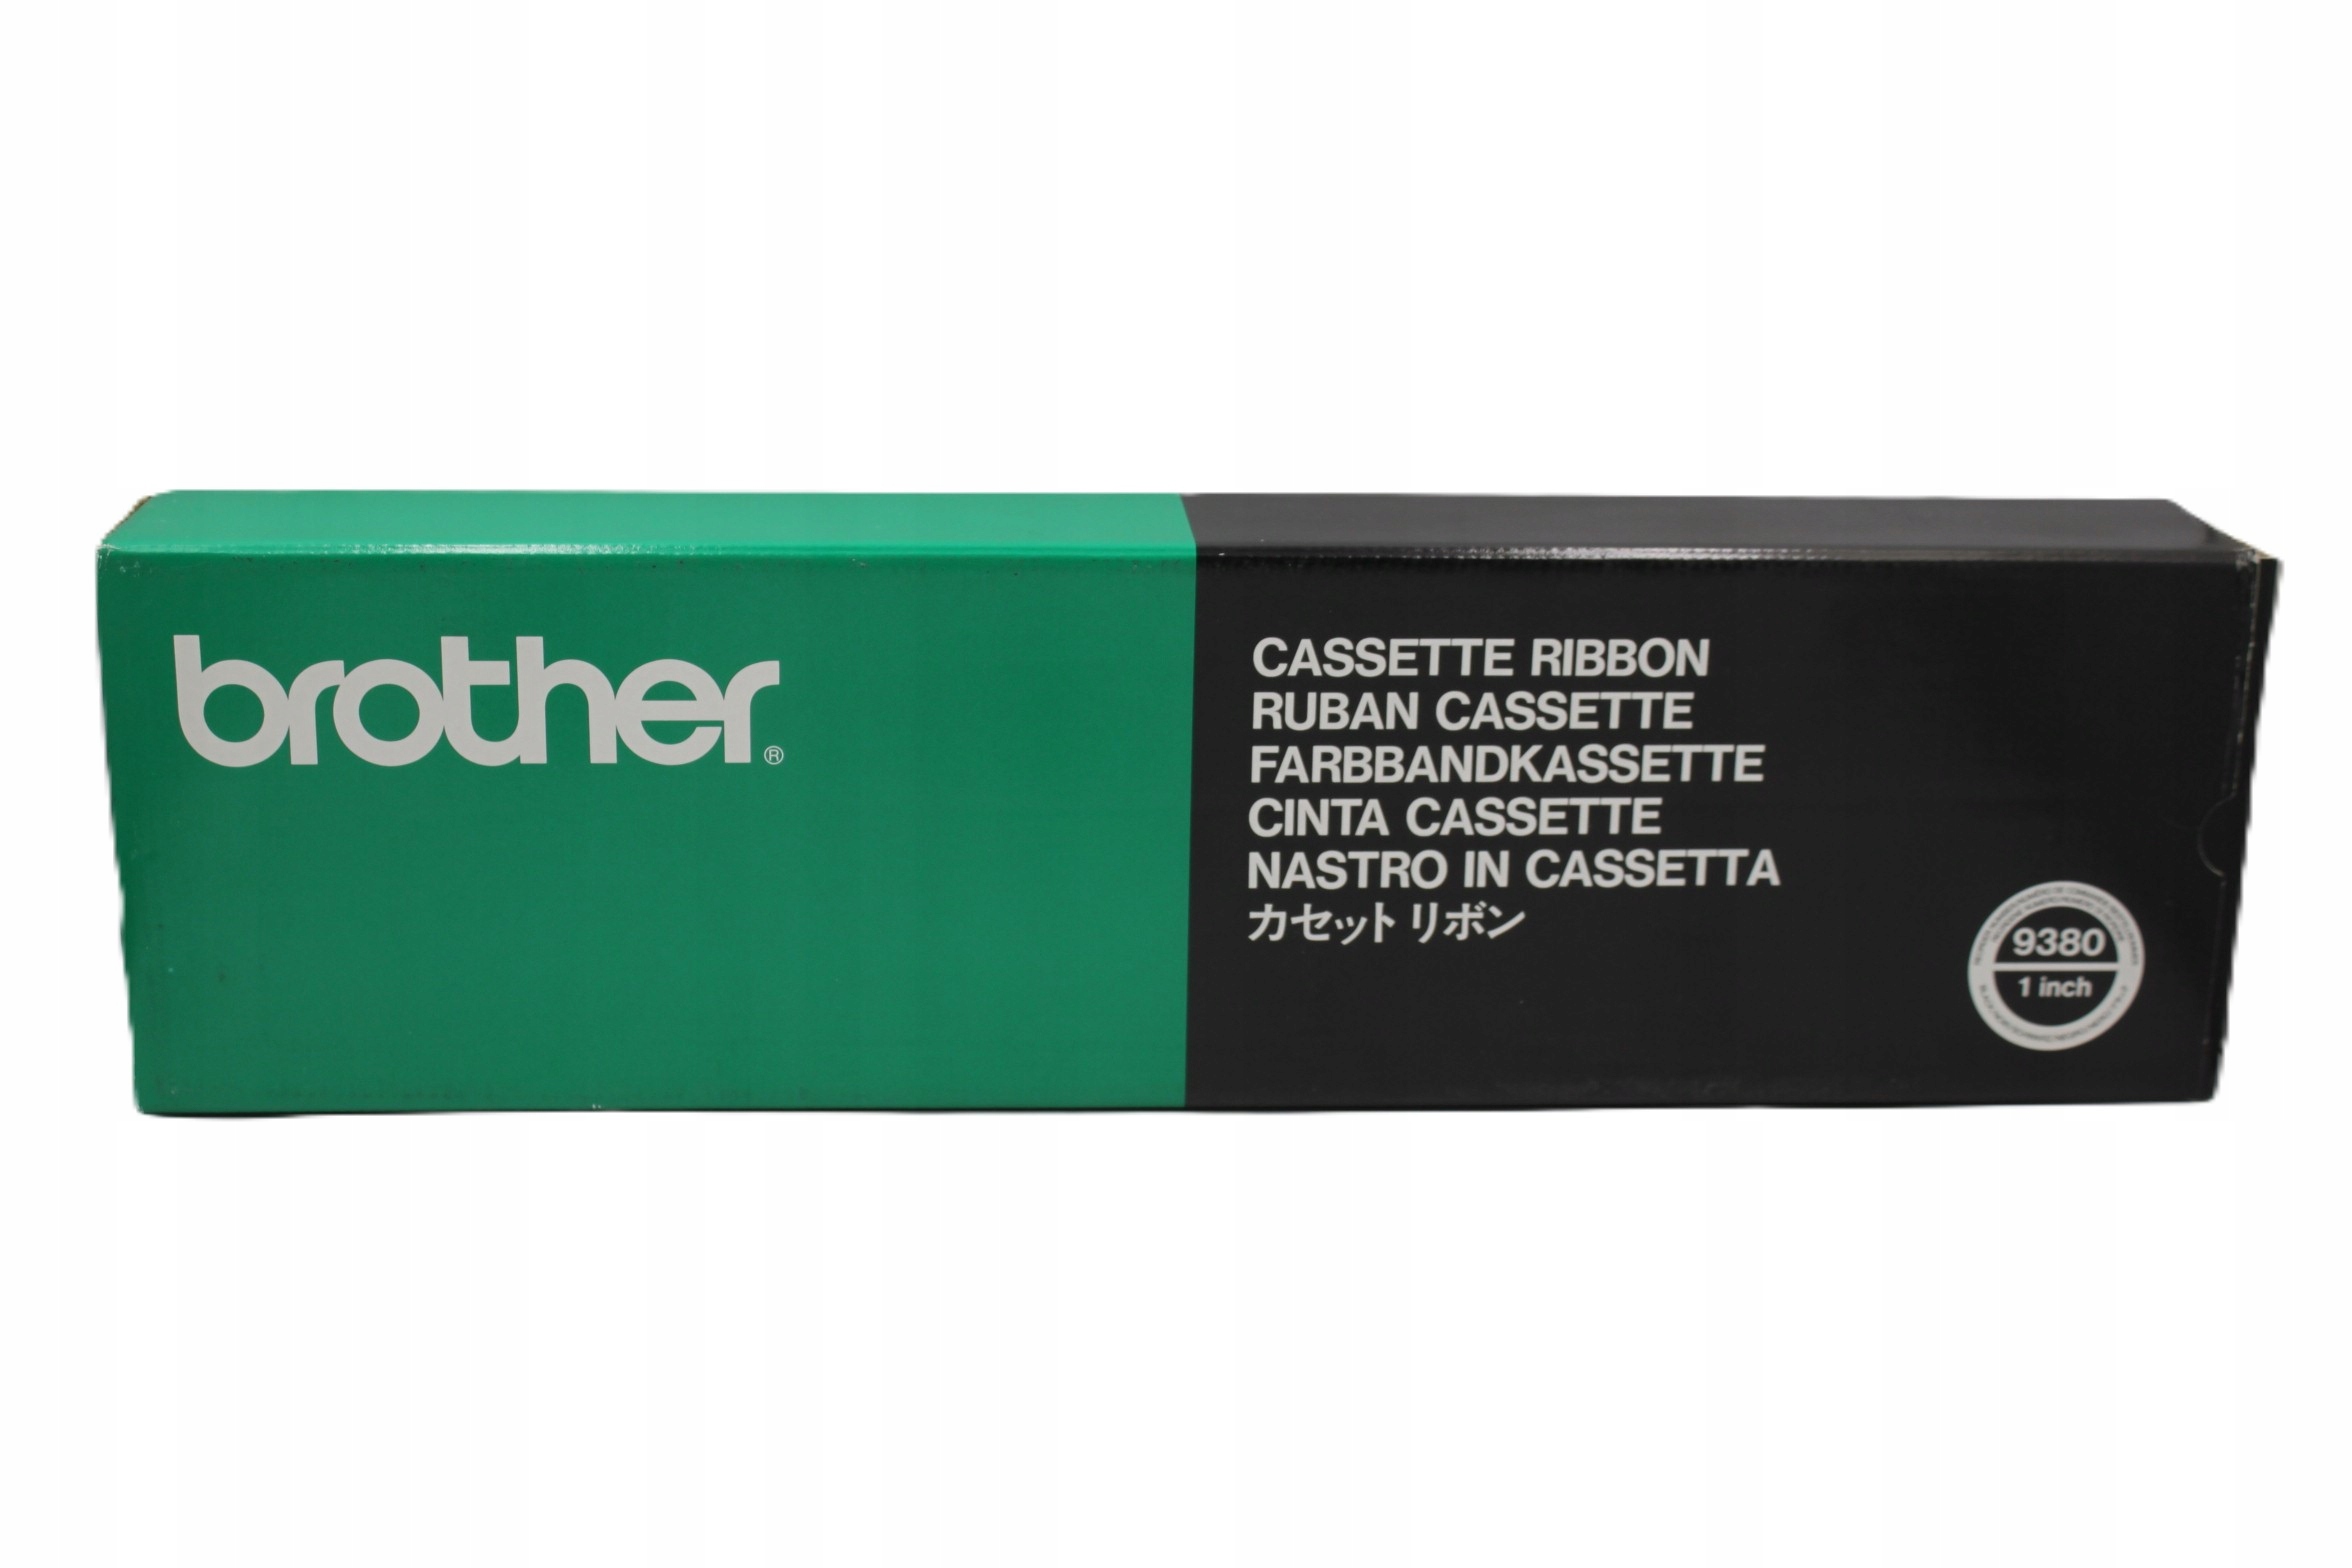 brother®
CASSETTE RIBBON
RUBAN CASSETTE
FARBBANDKASSETTE
CINTA CASSETTE
NASTRO IN CASSETTA
カセット リボン
9380
1 inch